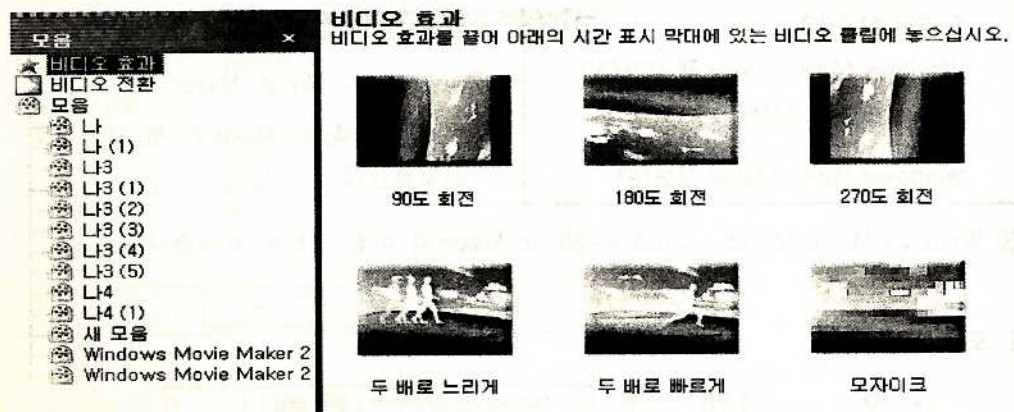 모음
비디오 효과
비디오 전환
모음
나
나 (1)
나3
나3 (1)
나3 (2)
나3 (3)
나3 (4)
나3 (5)
나4
나4 (1)
새 모음
Windows Movie Maker 2
Windows Movie Maker 2
비디오 효과
비디오 효과를 끌어 아래의 시간 표시 막대에 있는 비디오 클립에 놓으십시오.
90도 회전
180도 회전
270도 회전
두 배로 느리게
두 배로 빠르게
모자이크